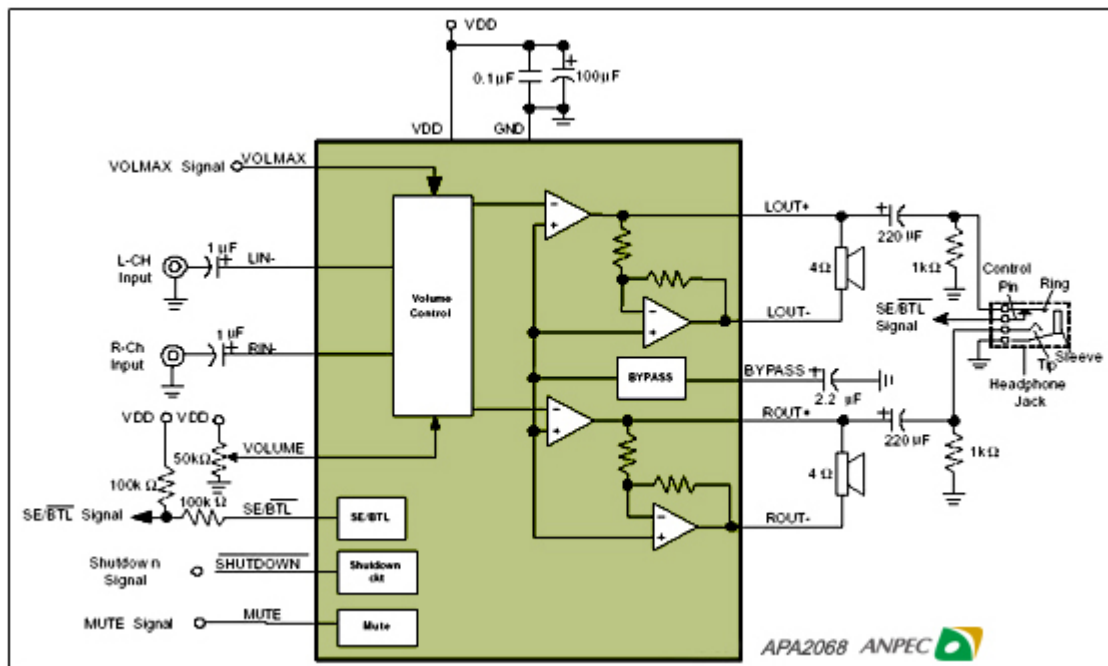 VDD
0.1µF
100µF
VDD
GND
VOLMAX Signal
VOLMAX
L-CH
Input
1 µF
LIN-
R-Ch
Input
1 µF
RIN-
Volume
Control
VDD
VDD
50kΩ
VOLUME
100k Ω
100k Ω
SE/BTL Signal
SE/BTL
SE/BTL
Shutdown
Signal
SHUTDOWN
Shutdown
ckt
MUTE Signal
MUTE
Mute
BYPASS
LOUT+
220 µF
4Ω
1kΩ
LOUT-
Control
Pin
Ring
SE/BTL
Signal
Sleeve
Tip
Headphone
Jack
BYPASS
2.2 µF
ROUT+
220 µF
4Ω
1kΩ
ROUT-
APA2068 ANPEC